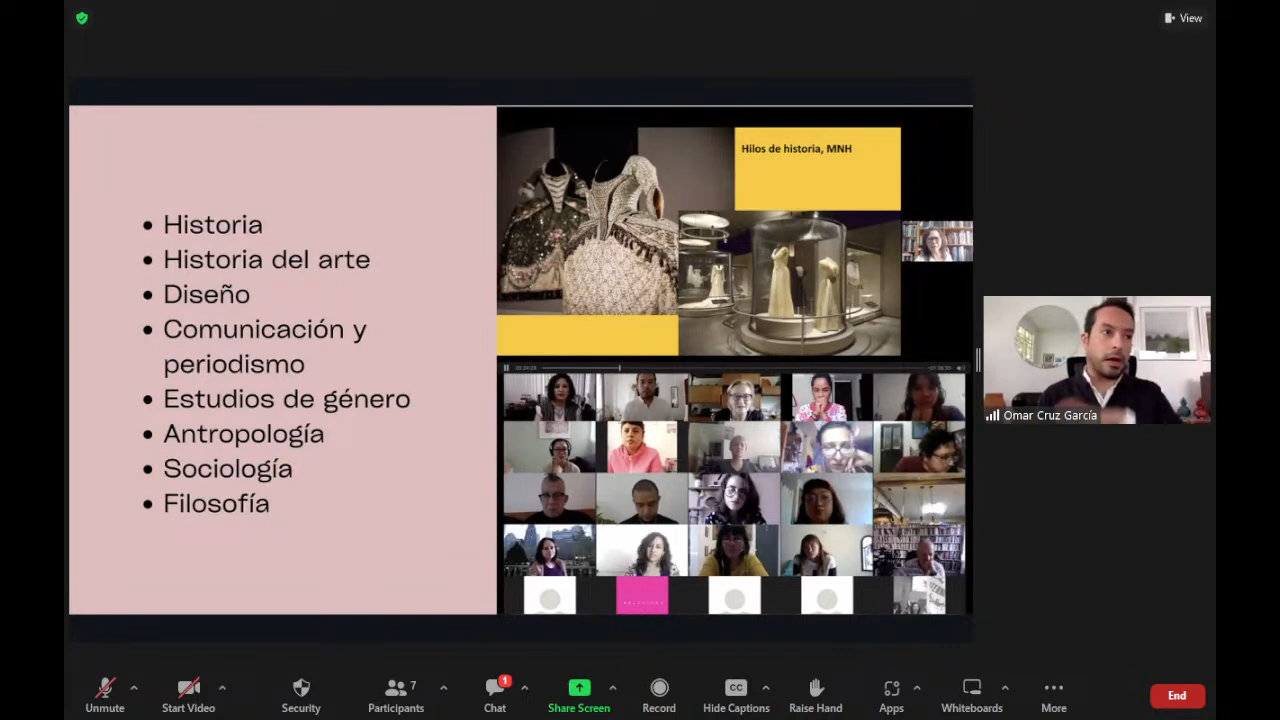 View
Historia
Historia del arte
Diseño
Comunicación y
periodismo
Estudios de género
Antropología
Sociología
Filosofía
Hilos de historia, MNH
Omar Cruz García
Unmute
Start Video
Security
7
Participants
1
Chat
Share Screen
Record
CC
Hide Captions
Raise Hand
Apps
Whiteboards
More
End